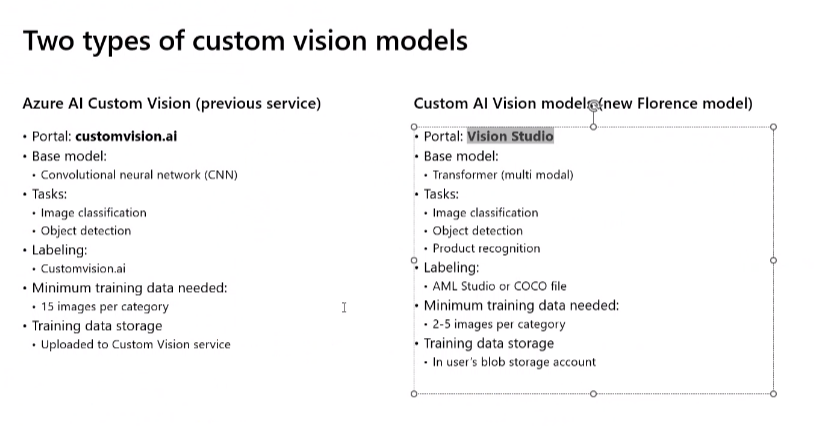 Two types of custom vision models
Azure AI Custom Vision (previous service)
• Portal: customvision.ai
• Base model:
• Convolutional neural network (CNN)
• Tasks:
• Image classification
• Object detection
• Labeling:
• Customvision.ai
• Minimum training data needed:
• 15 images per category
• Training data storage
• Uploaded to Custom Vision service
Custom AI Vision model (new Florence model)
• Portal: Vision Studio
• Base model:
• Transformer (multi modal)
• Tasks:
• Image classification
• Object detection
• Product recognition
• Labeling:
• AML Studio or COCO file
• Minimum training data needed:
• 2-5 images per category
• Training data storage
• In user's blob storage account